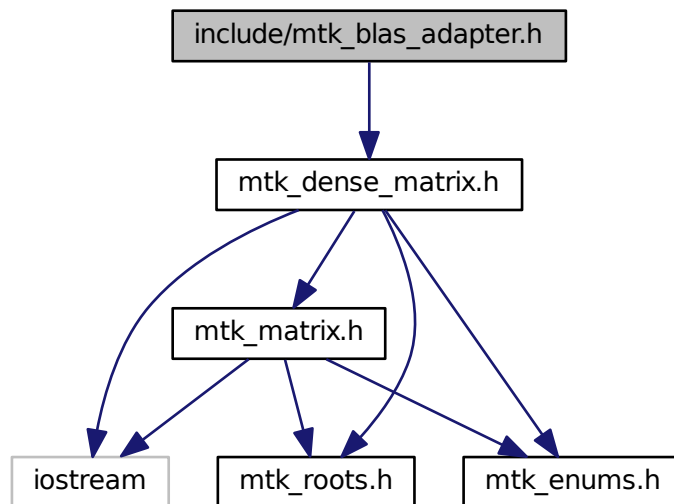 include/mtk_blas_adapter.h
mtk_dense_matrix.h
mtk_matrix.h
iostream
mtk_roots.h
mtk_enums.h